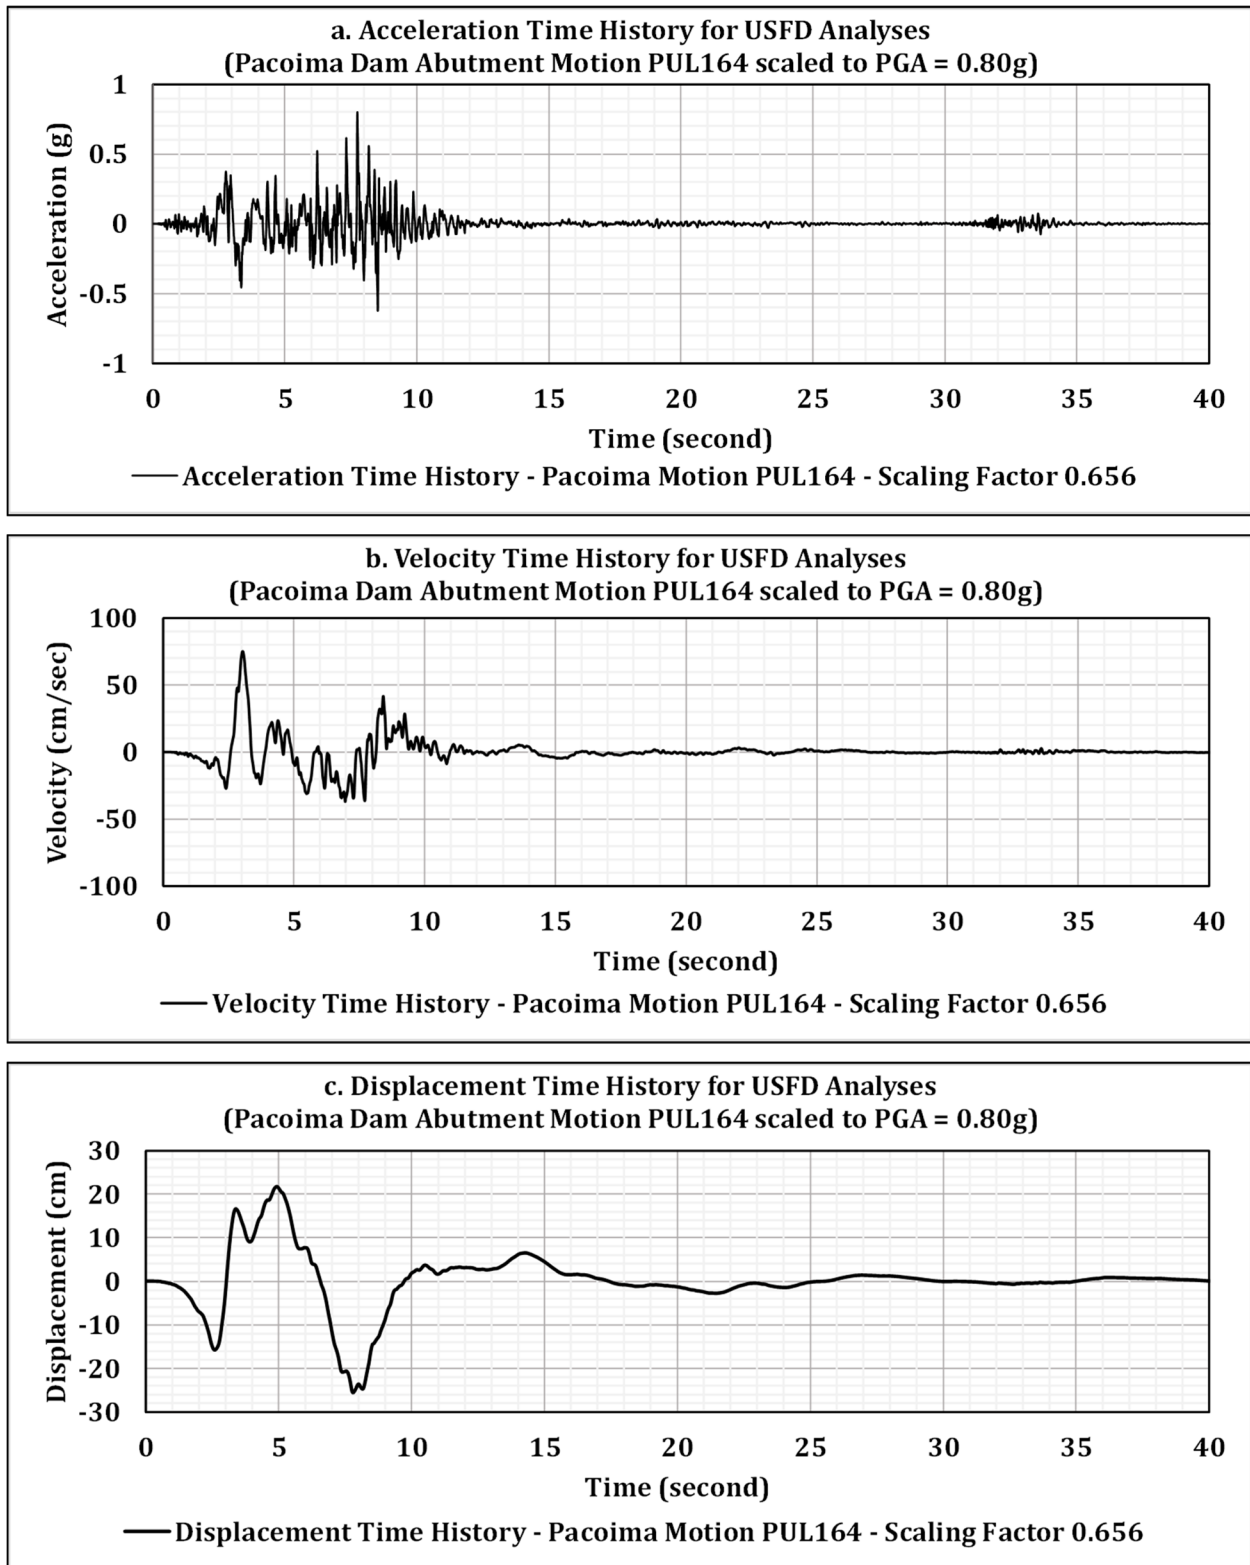 a. Acceleration Time History for USFD Analyses
(Pacoima Dam Abutment Motion PUL164 scaled to PGA = 0.80g)
1
0.5
0
-0.5
-1
Acceleration (g)
0 5 10 15 20 25 30 35 40
Time (second)
Acceleration Time History - Pacoima Motion PUL164 - Scaling Factor 0.656
b. Velocity Time History for USFD Analyses
(Pacoima Dam Abutment Motion PUL164 scaled to PGA = 0.80g)
100
50
0
-50
-100
Velocity (cm/sec)
0 5 10 15 20 25 30 35 40
Time (second)
Velocity Time History - Pacoima Motion PUL164 - Scaling Factor 0.656
c. Displacement Time History for USFD Analyses
(Pacoima Dam Abutment Motion PUL164 scaled to PGA = 0.80g)
30
20
10
0
-10
-20
-30
Displacement (cm)
0 5 10 15 20 25 30 35 40
Time (second)
Displacement Time History - Pacoima Motion PUL164 - Scaling Factor 0.656